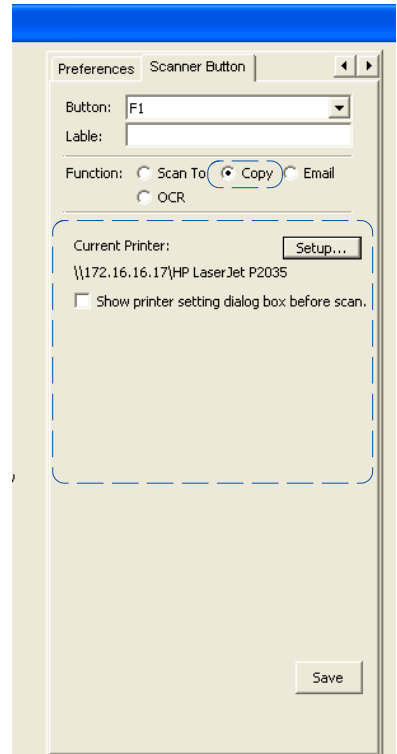 Preferences Scanner Button
Button: F1
Lable:
Function: Scan To Copy Email
OCR
Current Printer: Setup...
\\172.16.16.17\HP LaserJet P2035
Show printer setting dialog box before scan.
Save